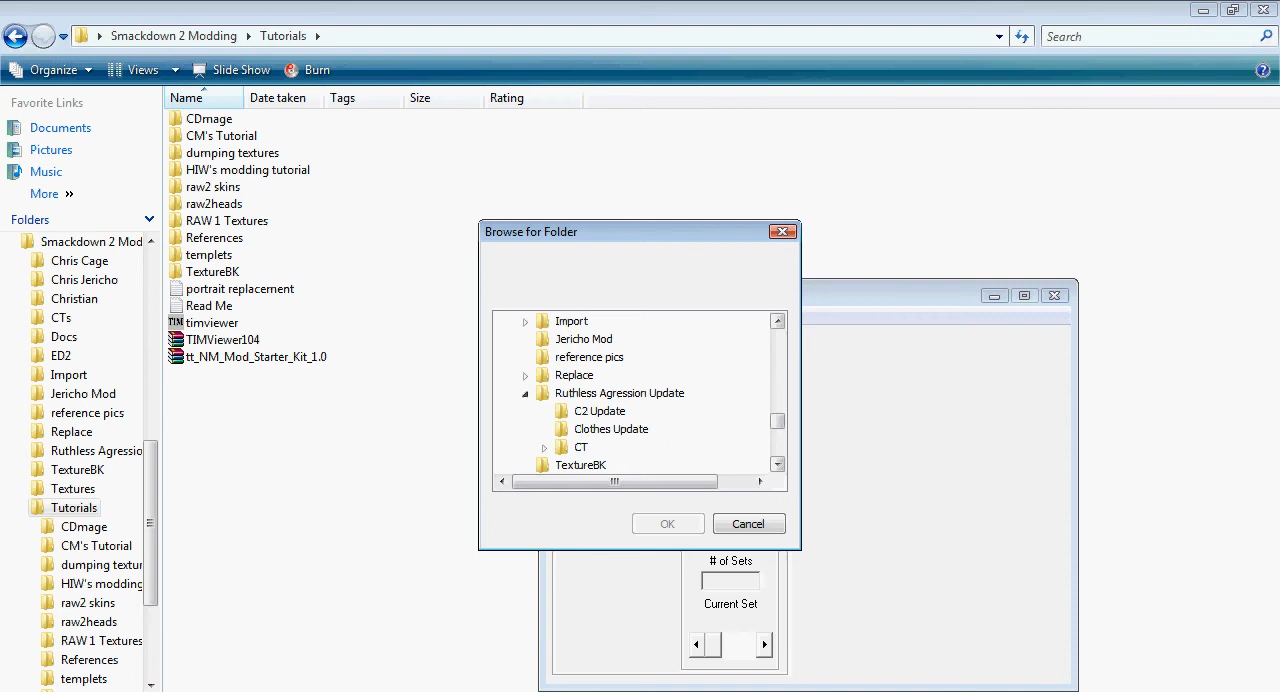 Smackdown 2 Modding Tutorials
Search
Organize Views Slide Show Burn
Favorite Links
Documents
Pictures
Music
More »
Folders
Smackdown 2 Mod
Chris Cage
Chris Jericho
Christian
CTs
Docs
ED2
Import
Jericho Mod
reference pics
Replace
Ruthless Agressio
TextureBK
Textures
Tutorials
CDmage
CM's Tutorial
dumping textur
HIW's modding
raw2 skins
raw2heads
RAW 1 Textures
References
templets
Name Date taken Tags Size Rating
CDmage
CM's Tutorial
dumping textures
HIW's modding tutorial
raw2 skins
raw2heads
RAW 1 Textures
References
templets
TextureBK
portrait replacement
Read Me
TIM timviewer
TIMViewer104
tt_NM_Mod_Starter_Kit_1.0
Browse for Folder
Import
Jericho Mod
reference pics
Replace
Ruthless Agression Update
C2 Update
Clothes Update
CT
TextureBK
OK Cancel
# of Sets
Current Set